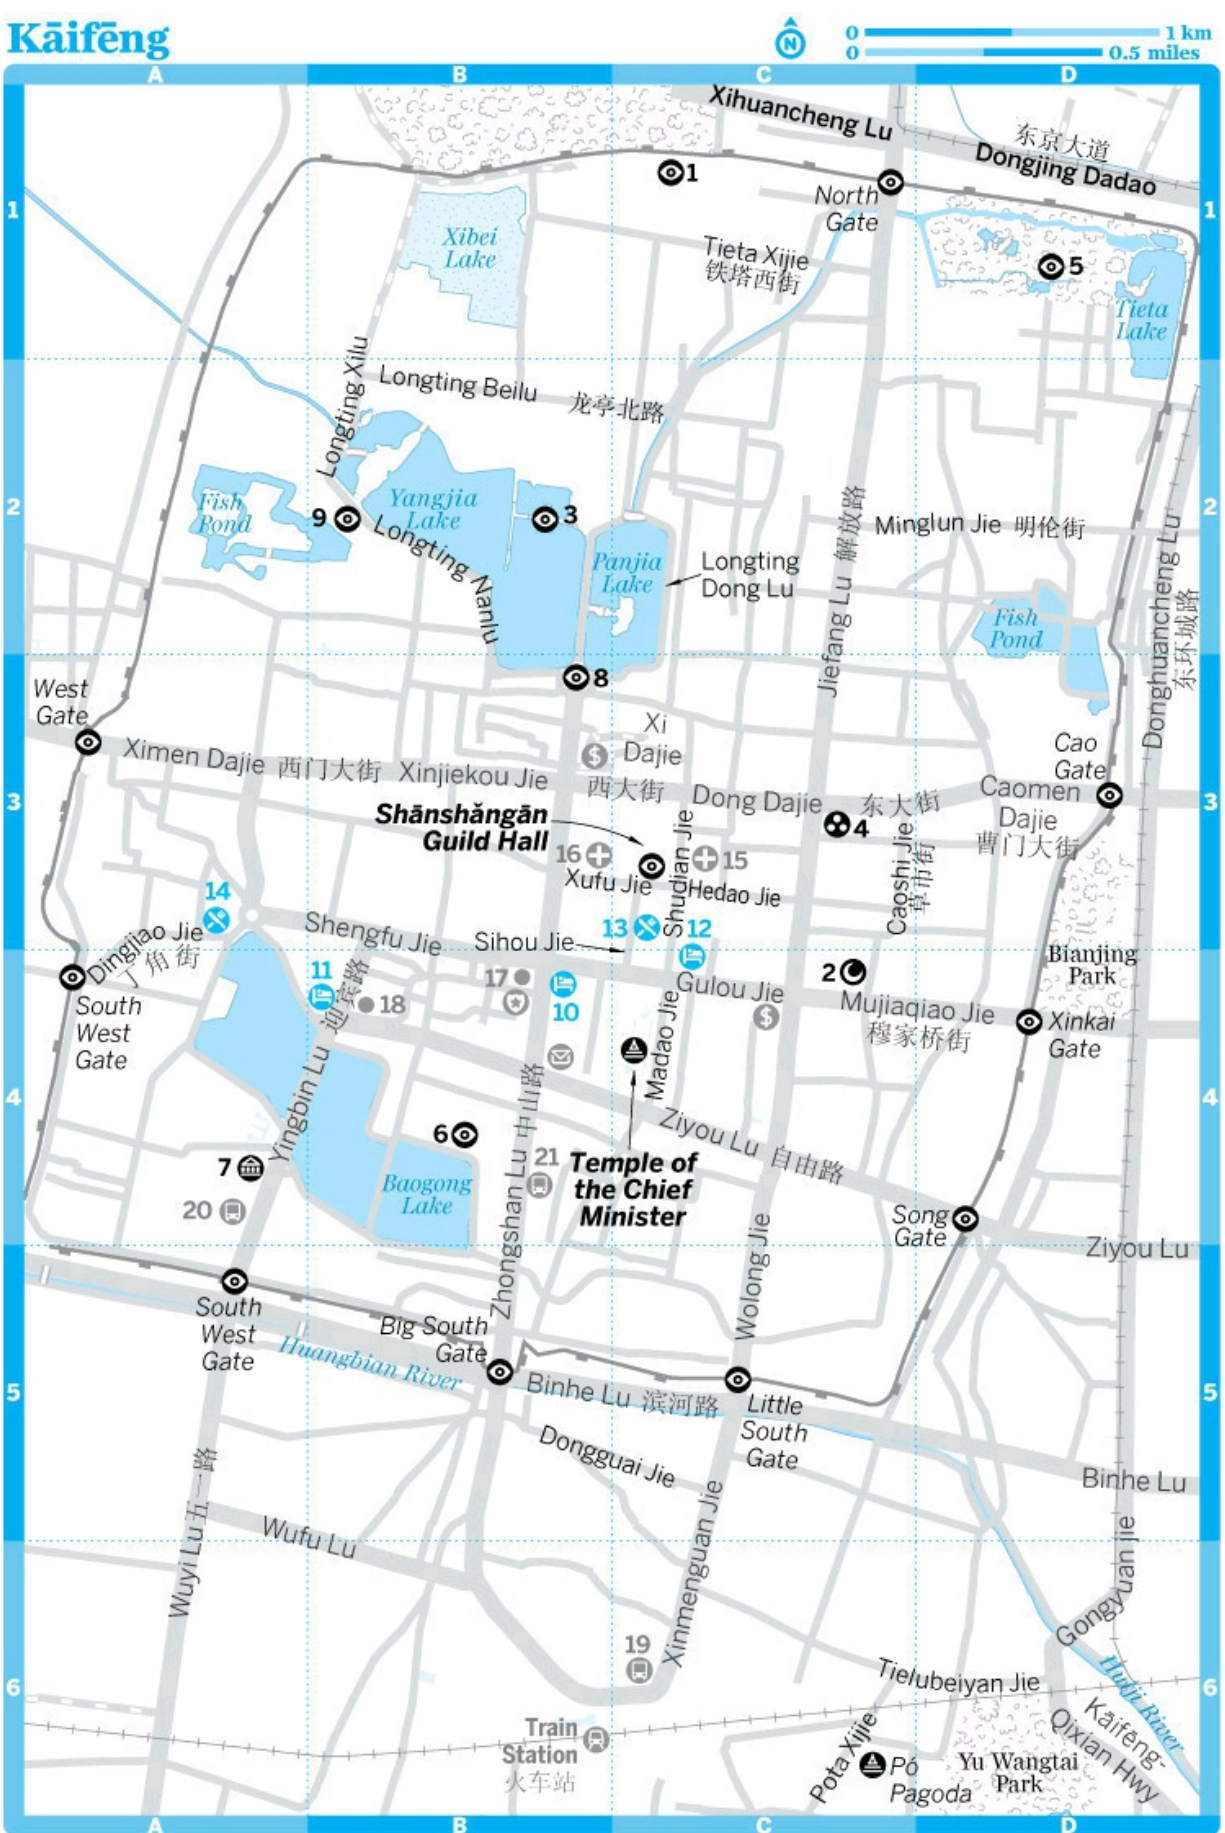 Kāifēng
N
0
1 km
0
0.5 miles
A
B
C
D
Xihuancheng Lu
东京大道
Dongjing Dadao
1
1
1
North
Gate
Xibei
Lake
Tieta Xijie
铁塔西街
5
Tieta
Lake
Longting Xilu
Longting Beilu
龙亭北路
2
2
Fish
Pond
9
Yangjia
Lake
3
Longting Nanlu
Panjia
Lake
Longting
Dong Lu
Jiefang Lu 解放路
Minglun Jie 明伦街
Fish
Pond
Donghuancheng Lu
东环城路
8
West
Gate
Xi
Dajie
西大街
$
Cao
Gate
3
3
Ximen Dajie 西门大街
Xinjiekou Jie
Dong Dajie
东大街
Caomen
Dajie
曹门大街
Shānshǎngān
Guild Hall
4
16
15
Xufu Jie
Shudian Jie
Hedao Jie
Caoshi Jie
草市街
14
13
12
Dingjiao Jie
丁角街
Shengfu Jie
Sihou Jie
Bianjing
Park
South
West
Gate
11
迎宾路
18
17
10
Gulou Jie
$
2
Mujiaqiao Jie
穆家桥街
Xinkai
Gate
4
4
Yingbin Lu
Madao Jie
Ziyou Lu 自由路
6
7
20
Baogong
Lake
Zhongshan Lu 中山路
21
Temple of
the Chief
Minister
Song
Gate
Ziyou Lu
Wolong Jie
South
West
Gate
Huangbian River
Big South
Gate
5
5
Binhe Lu 滨河路
Little
South
Gate
Dongguai Jie
Binhe Lu
Wuyi Lu 五一路
Wufu Lu
Xinmenguan Jie
Gongyuan jie
19
6
6
Tielubeiyan Jie
Huiji River
Train
Station
火车站
Pota Xijie
Pó
Pagoda
Yu Wangtai
Park
Kāifēng-
Qixian Hwy
A
B
C
D